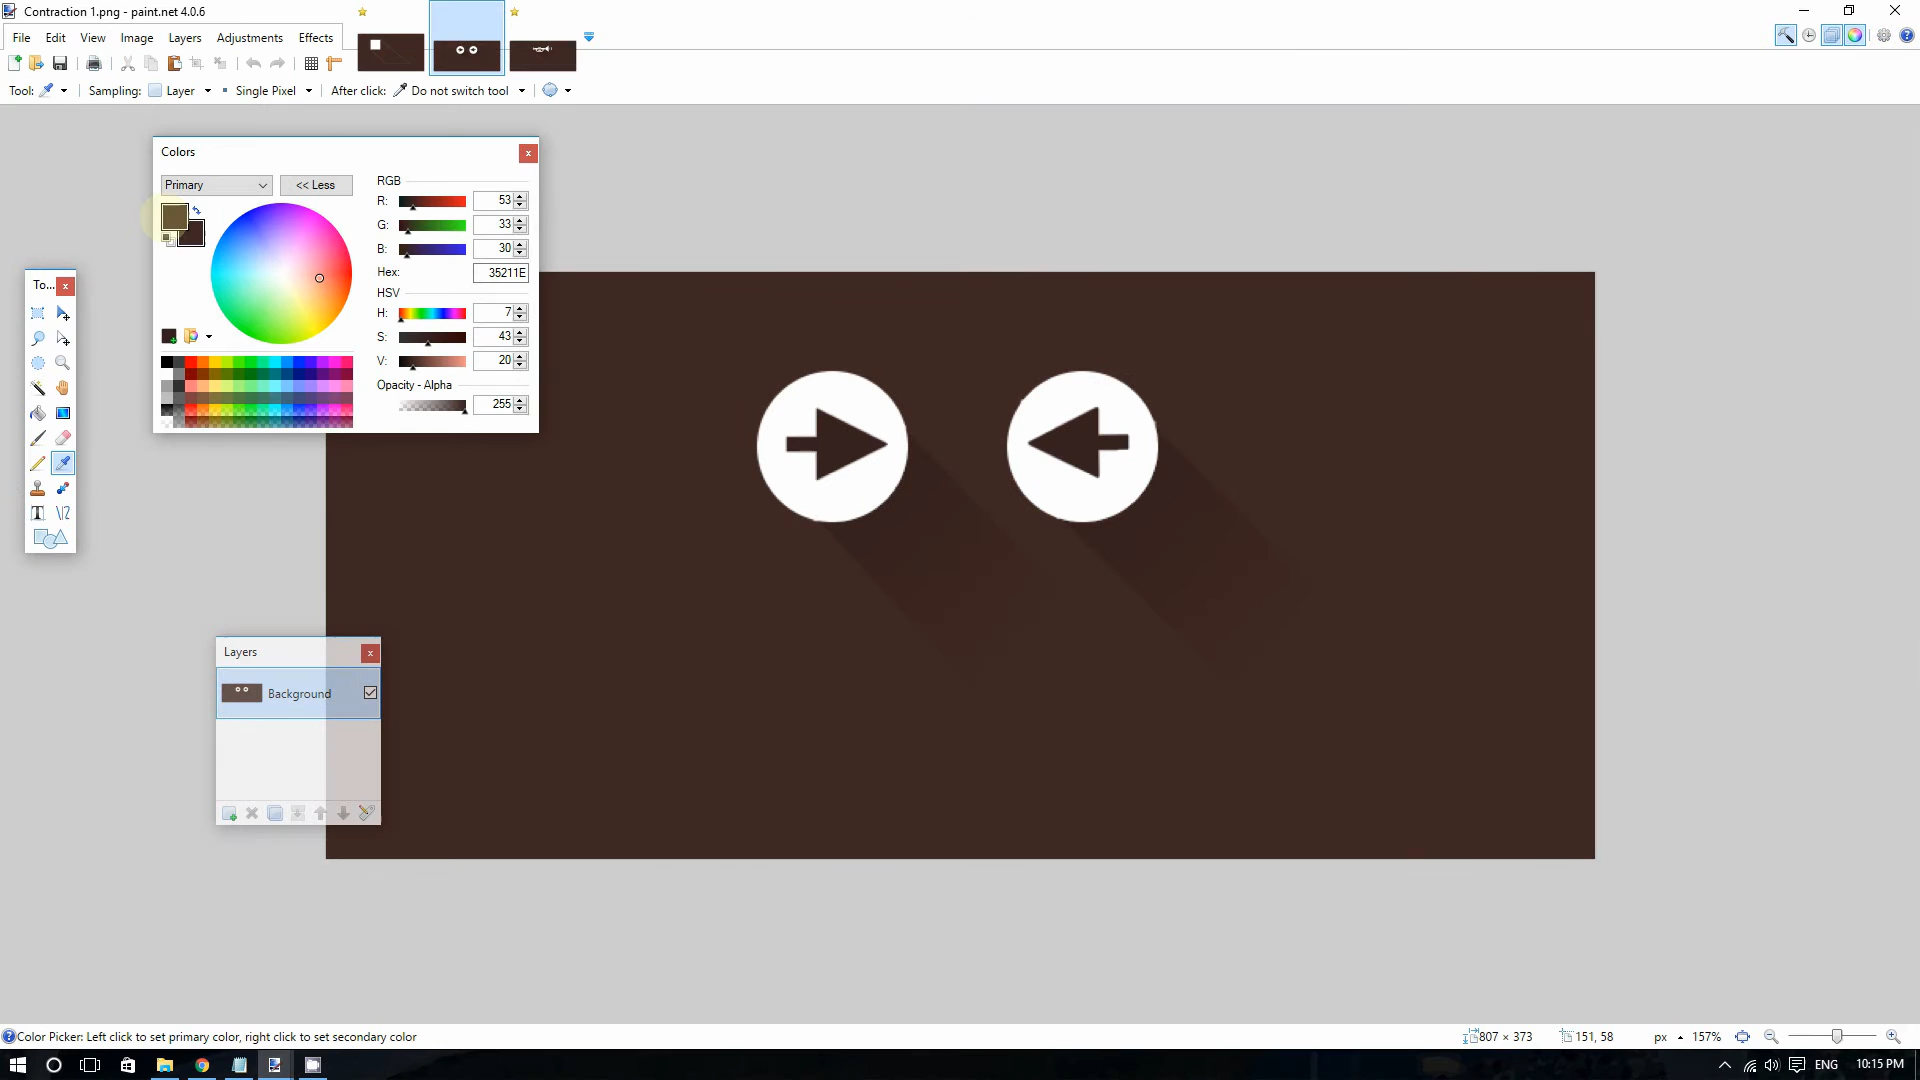 Contraction 1.png - paint.net 4.0.6
File Edit View Image Layers Adjustments Effects
Tool: Sampling: Layer Single Pixel After click: Do not switch tool
Colors
Primary << Less
RGB
R: 53
G: 33
B: 30
Hex: 35211E
HSV
H: 7
S: 43
V: 20
Opacity - Alpha
255
To...
Layers
Background
Color Picker: Left click to set primary color, right click to set secondary color
807 × 373
151, 58
px
157%
ENG
10:15 PM